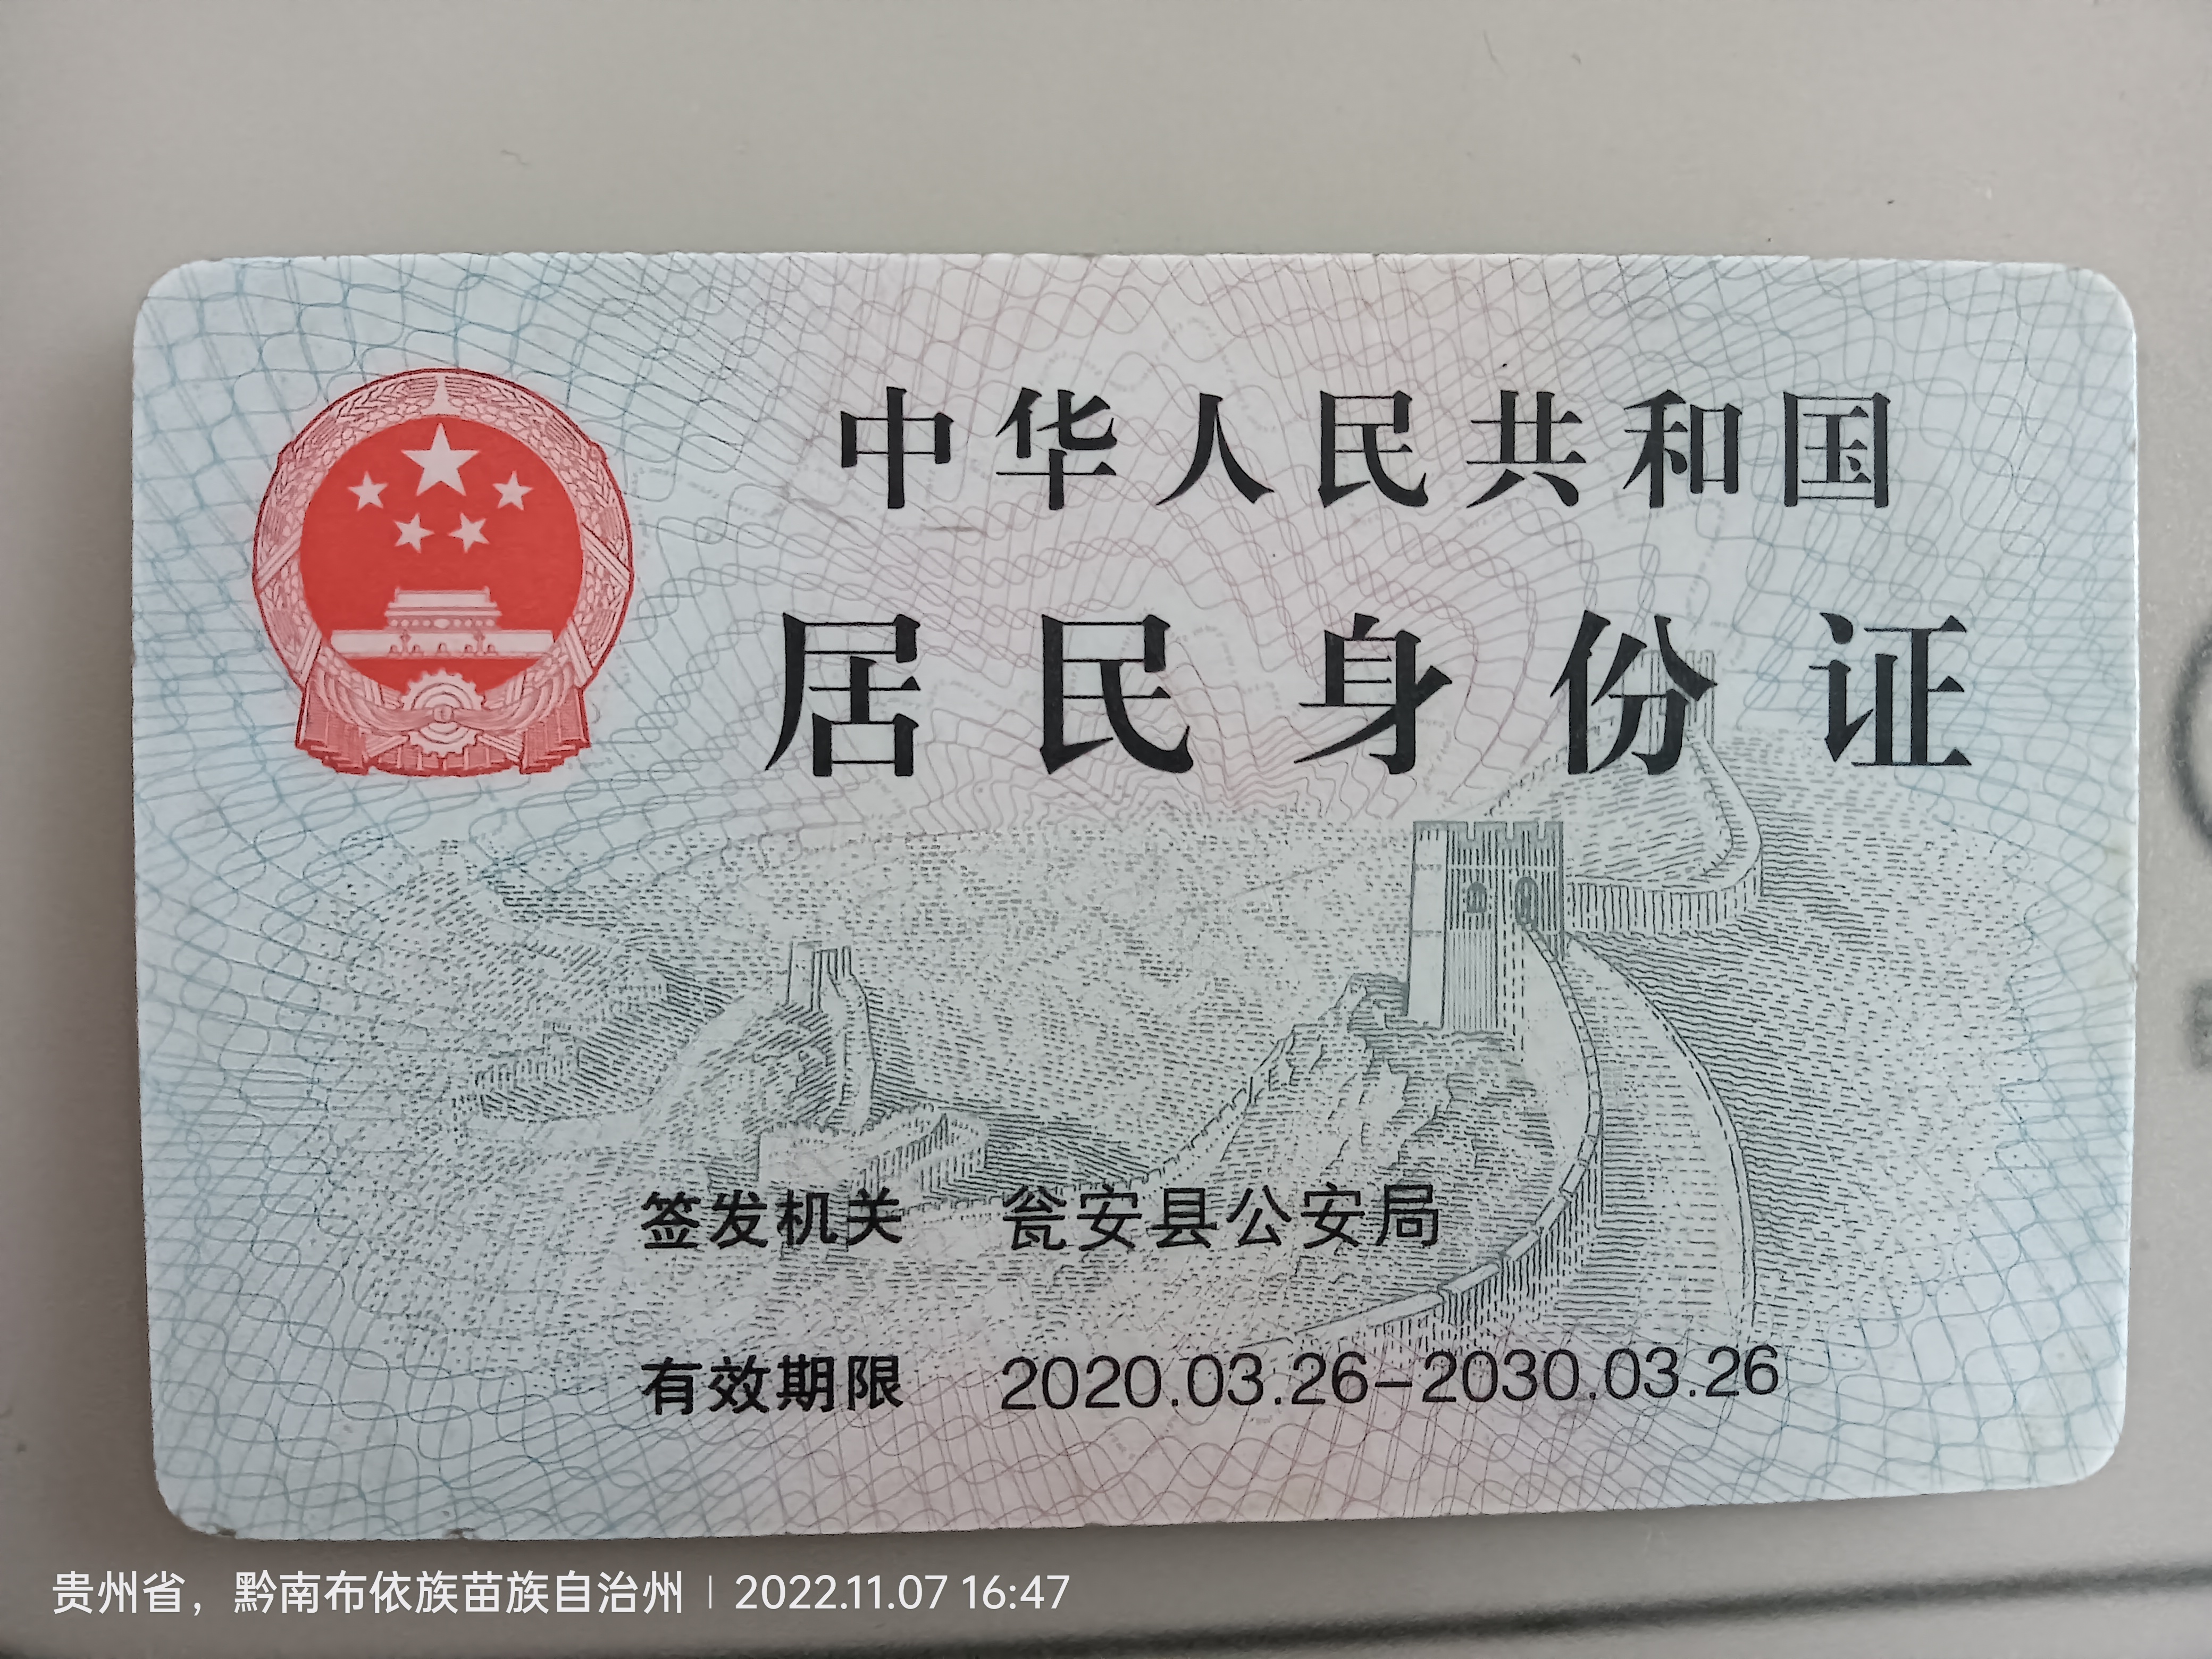 中华人民共和国
居民身份证
签发机关 瓮安县公安局
有效期限 2020.03.26-2030.03.26
贵州省，黔南布依族苗族自治州 | 2022.11.07 16:47